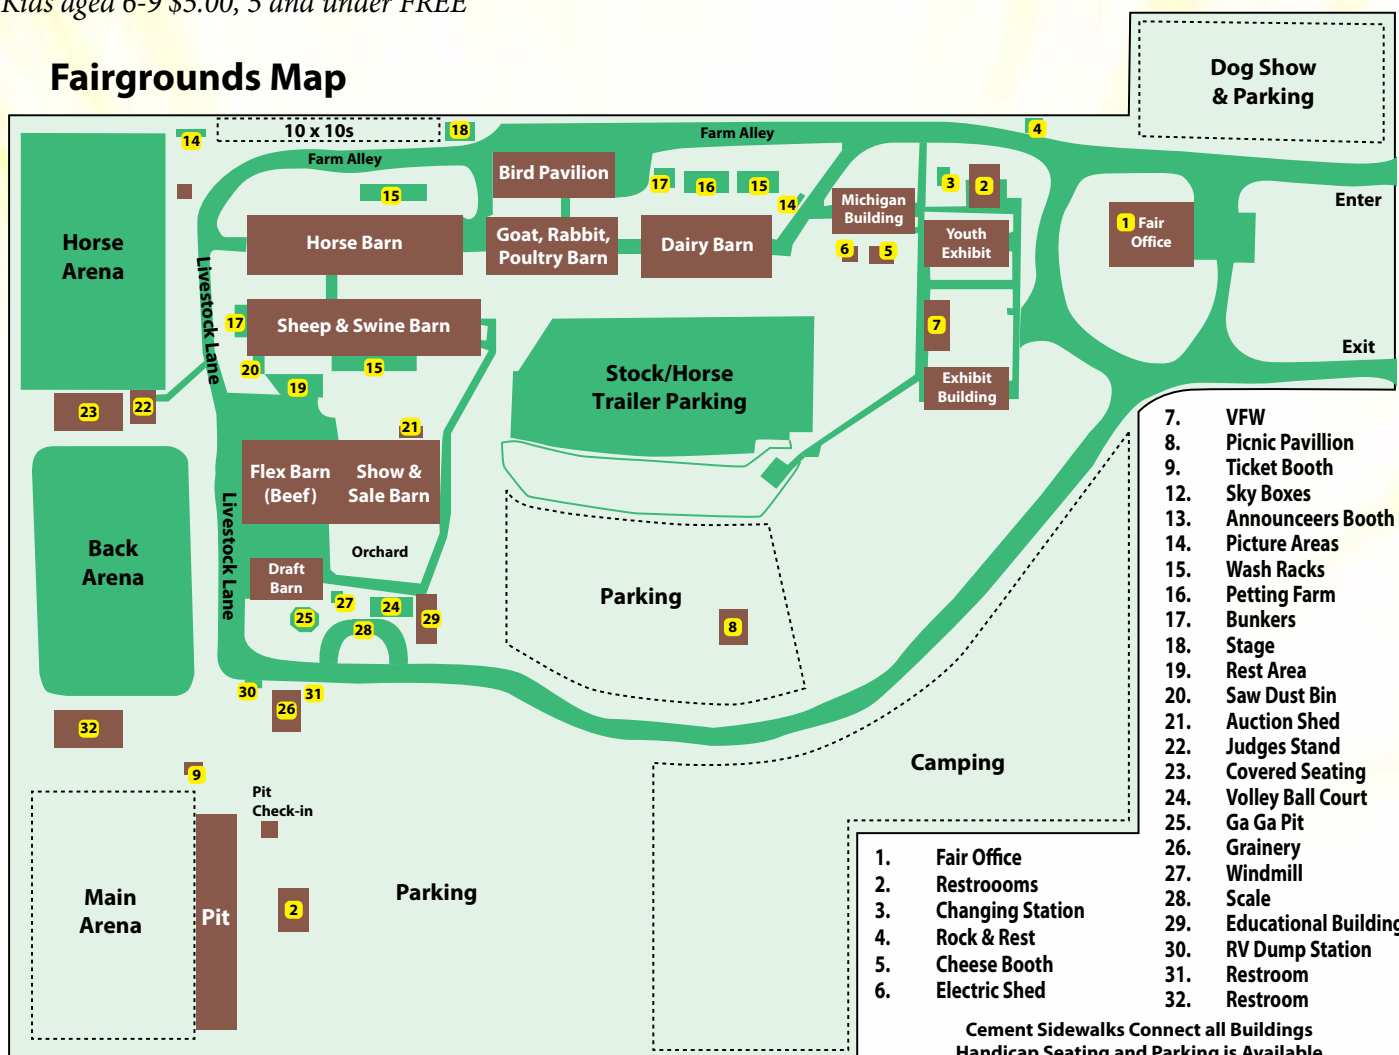 Kids aged 6-9 $5.00, 5 and under FREE
Fairgrounds Map
Dog Show
& Parking
10 x 10s
14
18
Farm Alley
4
Farm Alley
Bird Pavilion
17
16
15
14
15
3
2
Enter
Michigan
Building
6
5
Youth
Exhibit
1 Fair
Office
Horse
Arena
Horse Barn
Goat, Rabbit,
Poultry Barn
Dairy Barn
Livestock Lane
17
Sheep & Swine Barn
7
Exit
20
19
15
Stock/Horse
Trailer Parking
Exhibit
Building
23
22
21
Flex Barn
(Beef)
Show &
Sale Barn
Livestock Lane
Back
Arena
Orchard
Draft
Barn
27
24
29
25
28
Parking
8
30
31
26
32
9
Pit
Check-in
Camping
Main
Arena
Pit
2
Parking
1. Fair Office
2. Restroooms
3. Changing Station
4. Rock & Rest
5. Cheese Booth
6. Electric Shed
7. VFW
8. Picnic Pavillion
9. Ticket Booth
12. Sky Boxes
13. Announceers Booth
14. Picture Areas
15. Wash Racks
16. Petting Farm
17. Bunkers
18. Stage
19. Rest Area
20. Saw Dust Bin
21. Auction Shed
22. Judges Stand
23. Covered Seating
24. Volley Ball Court
25. Ga Ga Pit
26. Grainery
27. Windmill
28. Scale
29. Educational Building
30. RV Dump Station
31. Restroom
32. Restroom
Cement Sidewalks Connect all Buildings
Handicap Seating and Parking is Available